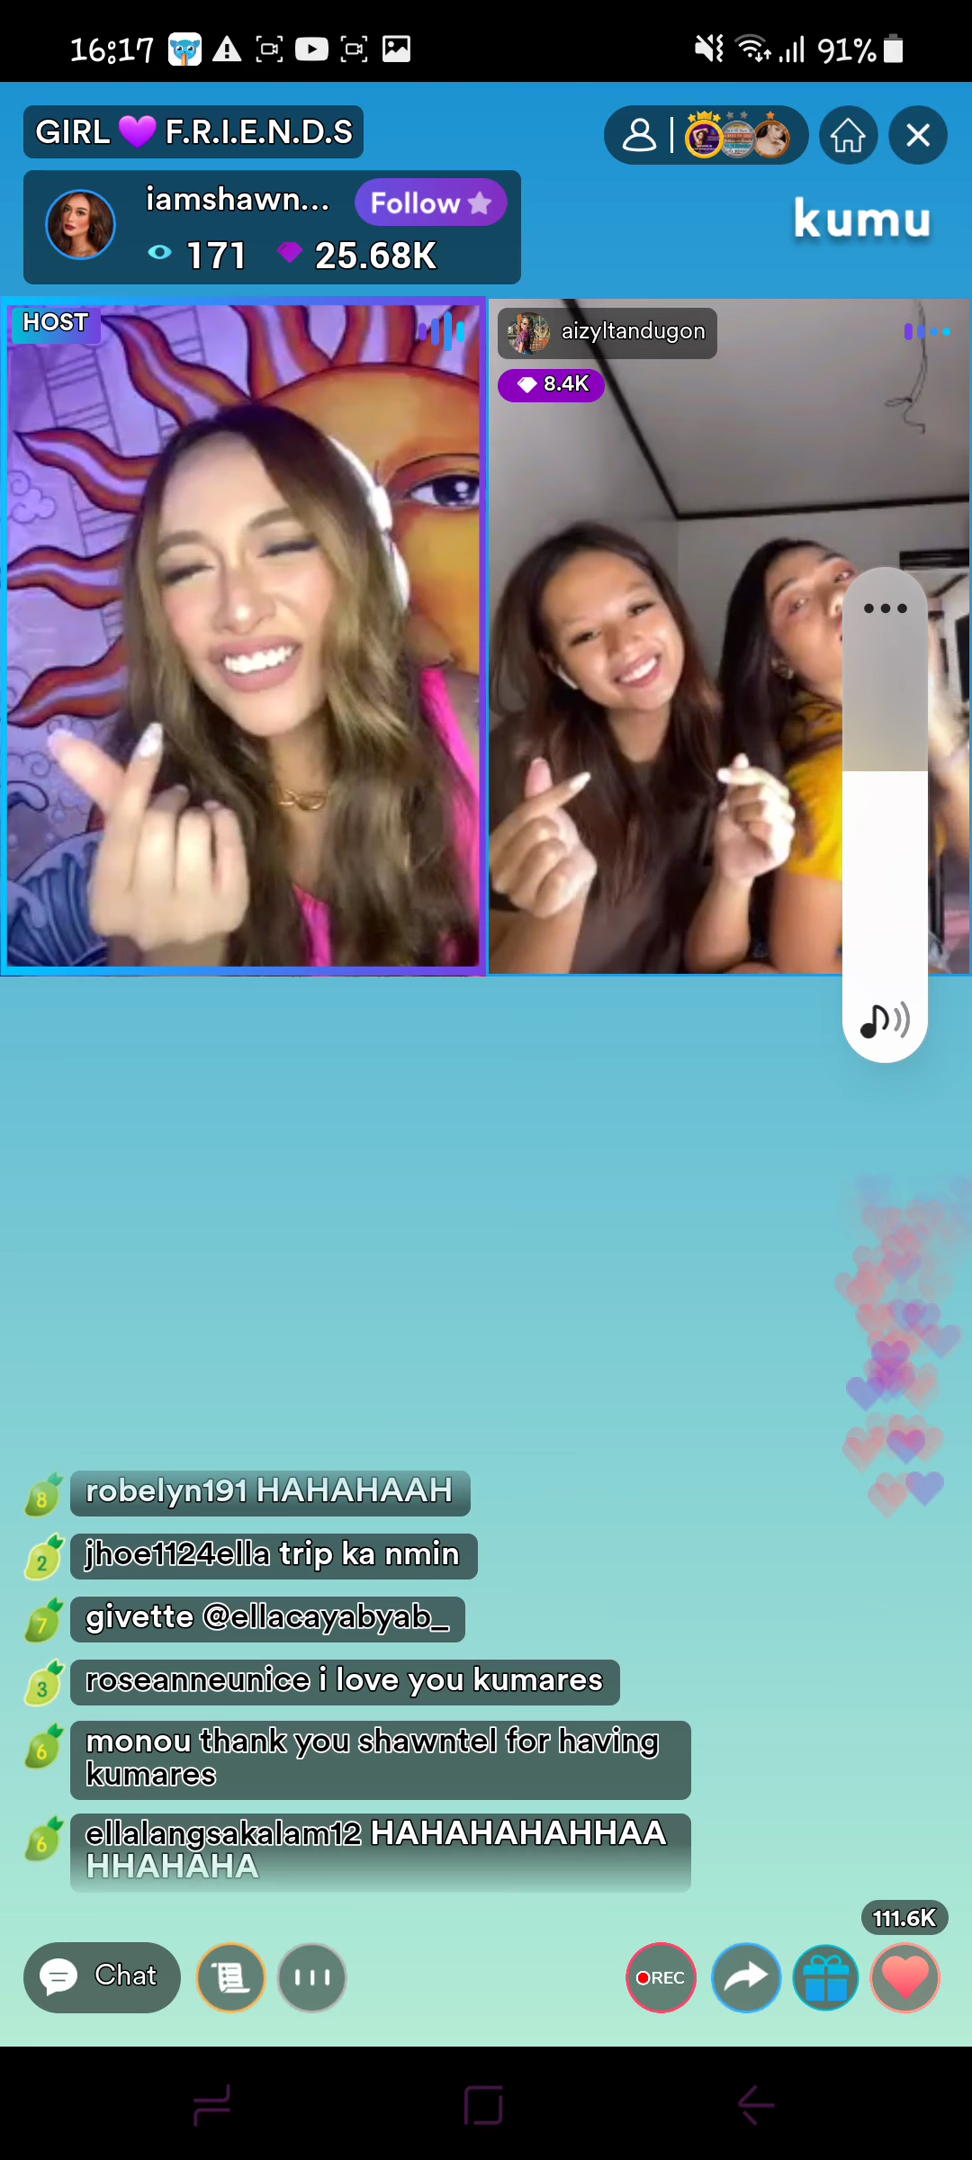 16:17
91%
GIRL 💜 F.R.I.E.N.D.S
iamshawn...
Follow
171
25.68K
kumu
HOST
aizyltandugon
8.4K
8
robelyn191 HAHAHAAH
2
jhoe1124ella trip ka nmin
7
givette @ellacayabyab_
3
roseanneunice i love you kumares
6
monou thank you shawntel for having
kumares
6
ellalangsakalam12 HAHAHAHAHHAA
HHAHAHA
111.6K
Chat
REC